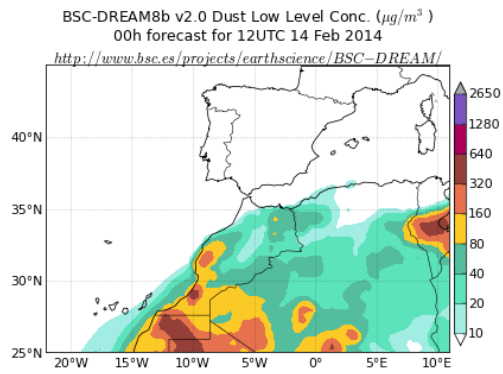 BSC-DREAM8b v2.0 Dust Low Level Conc. (μg/m³ )
00h forecast for 12UTC 14 Feb 2014
http://www.bsc.es/projects/earthscience/BSC−DREAM/
2650
1280
640
320
160
80
40
20
10
40°N
35°N
30°N
25°N
20°W 15°W 10°W 5°W 0°E 5°E 10°E